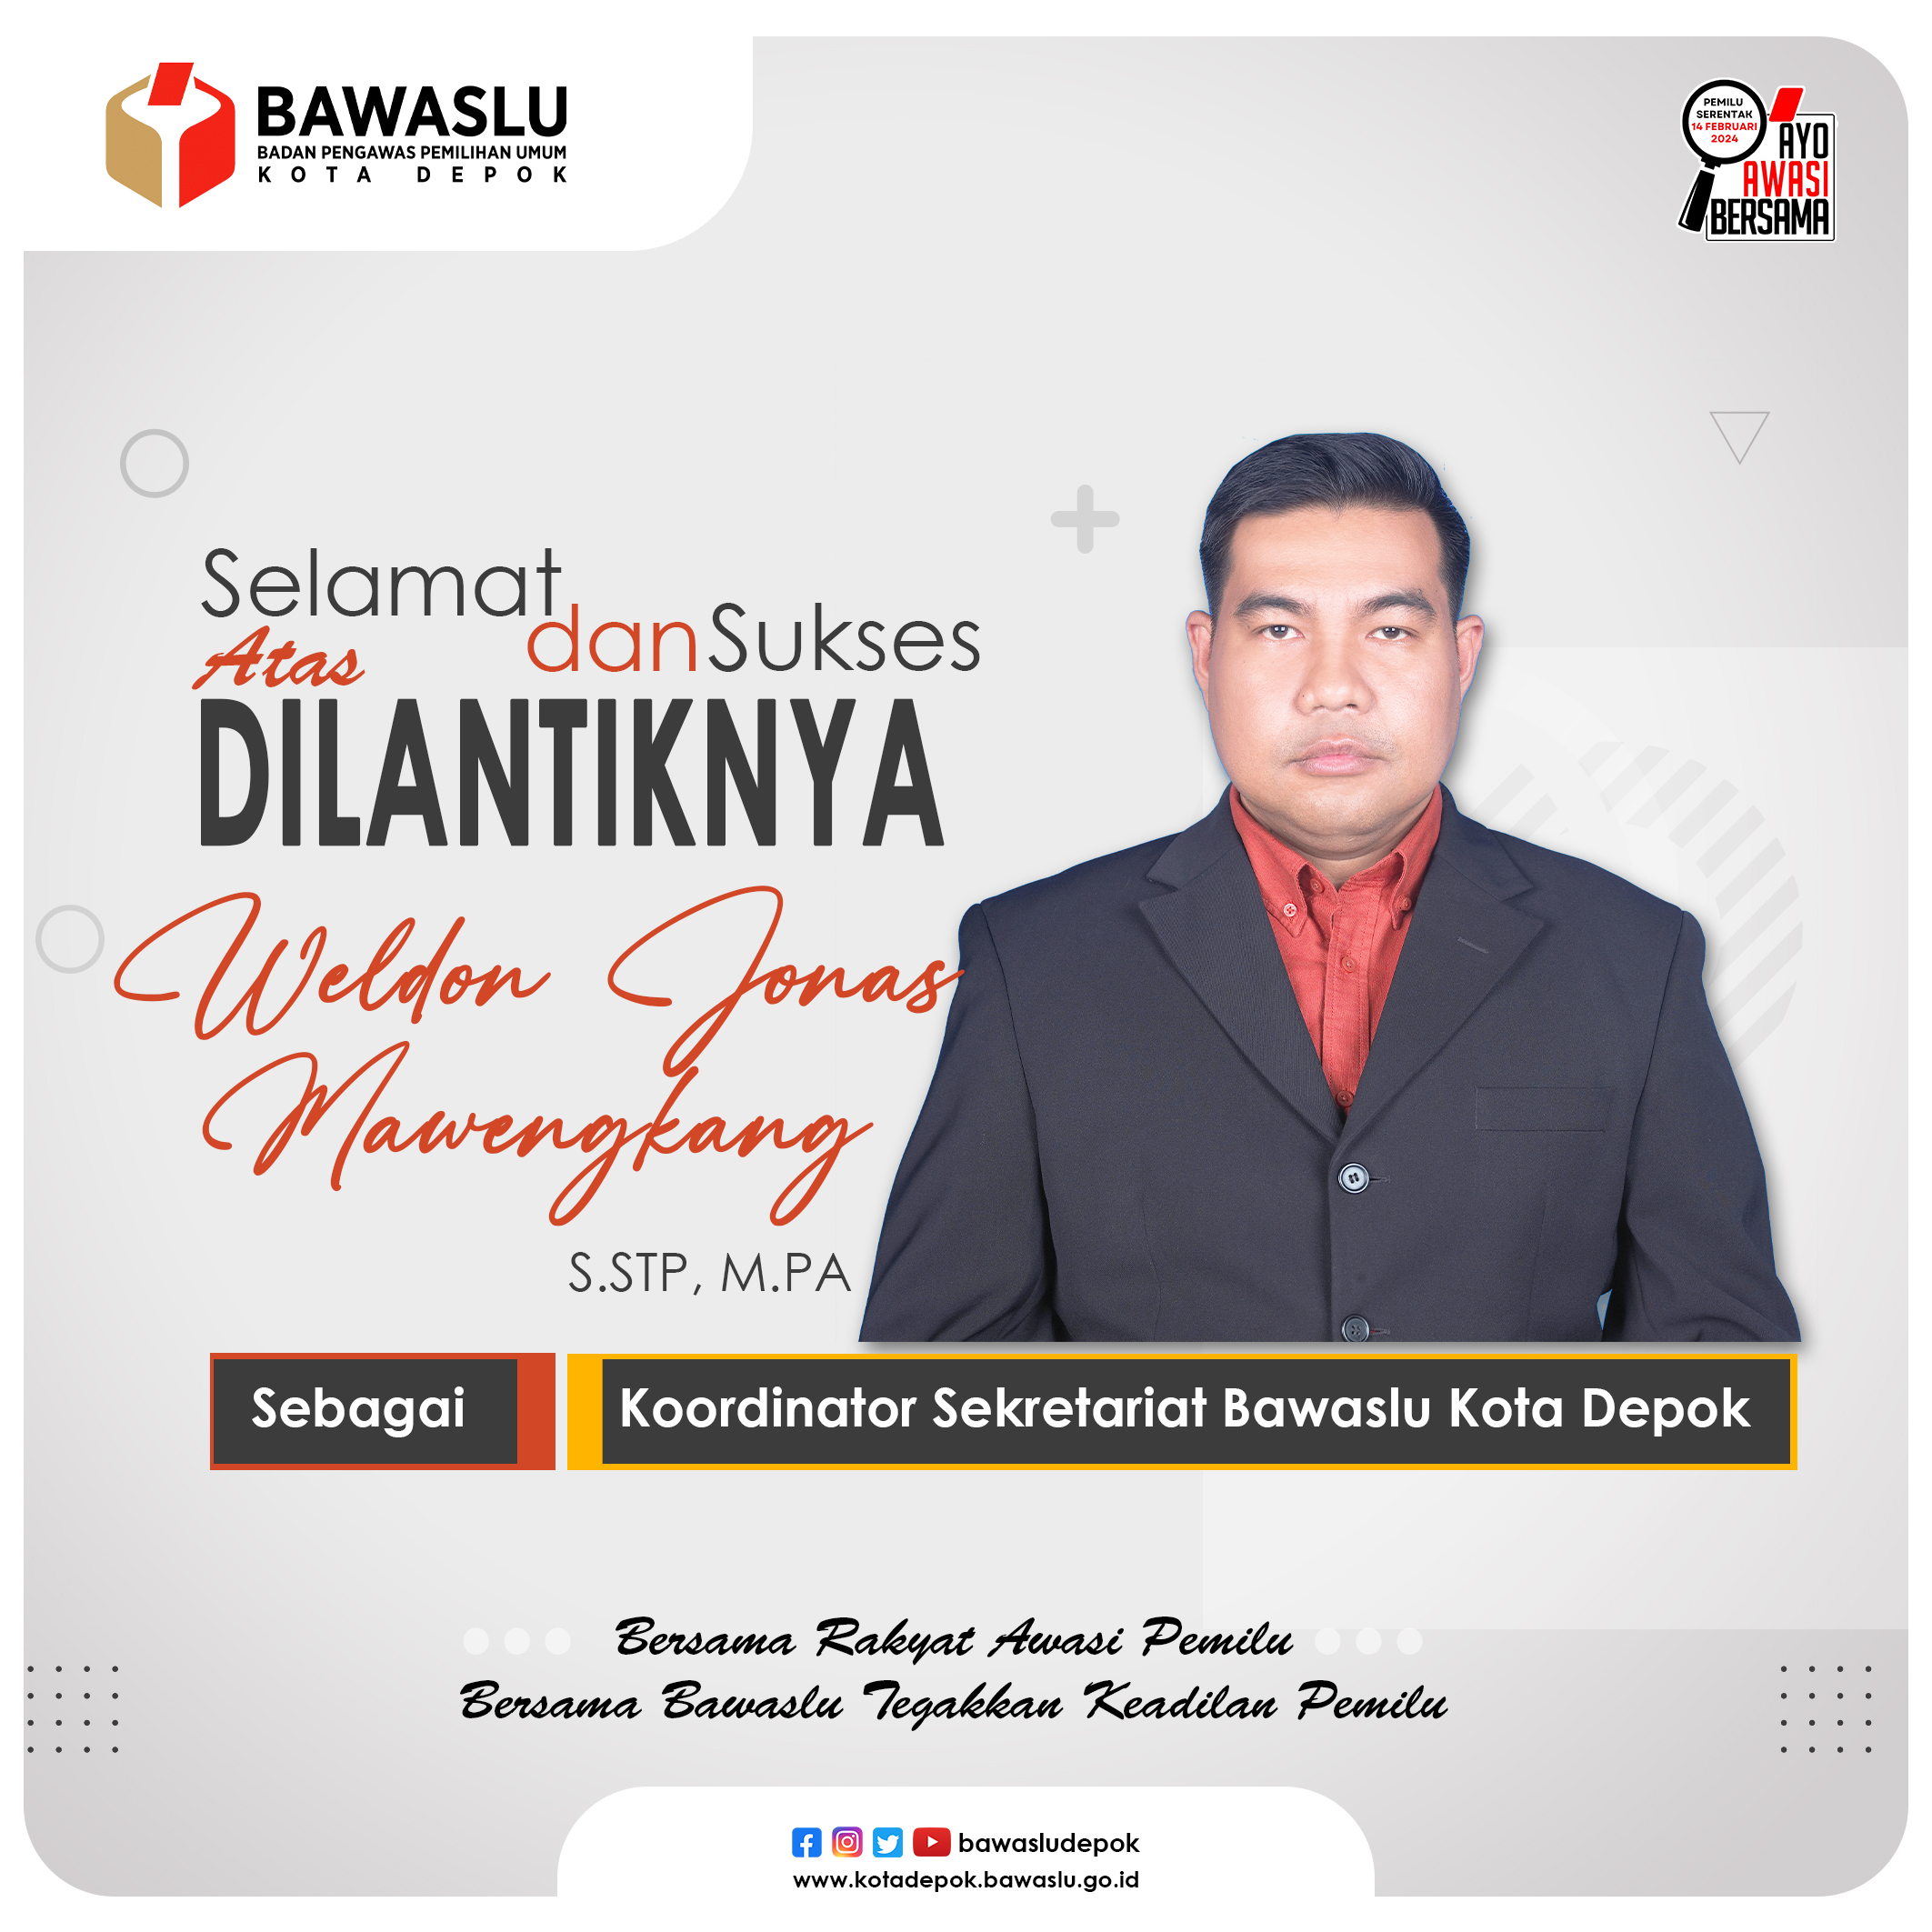 BAWASLU
BADAN PENGAWAS PEMILIHAN UMUM
KOTA DEPOK
PEMILU
SERENTAK
14 FEBRUARI
2024
AYO
AWASI
BERSAMA
Selamat
dan Sukses
Atas
DILANTIKNYA
Weldon Jonas
Mawengkang
S.STP, M.PA
Sebagai
Koordinator Sekretariat Bawaslu Kota Depok
Bersama Rakyat Awasi Pemilu
Bersama Bawaslu Tegakkan Keadilan Pemilu
bawasludepok
www.kotadepok.bawaslu.go.id